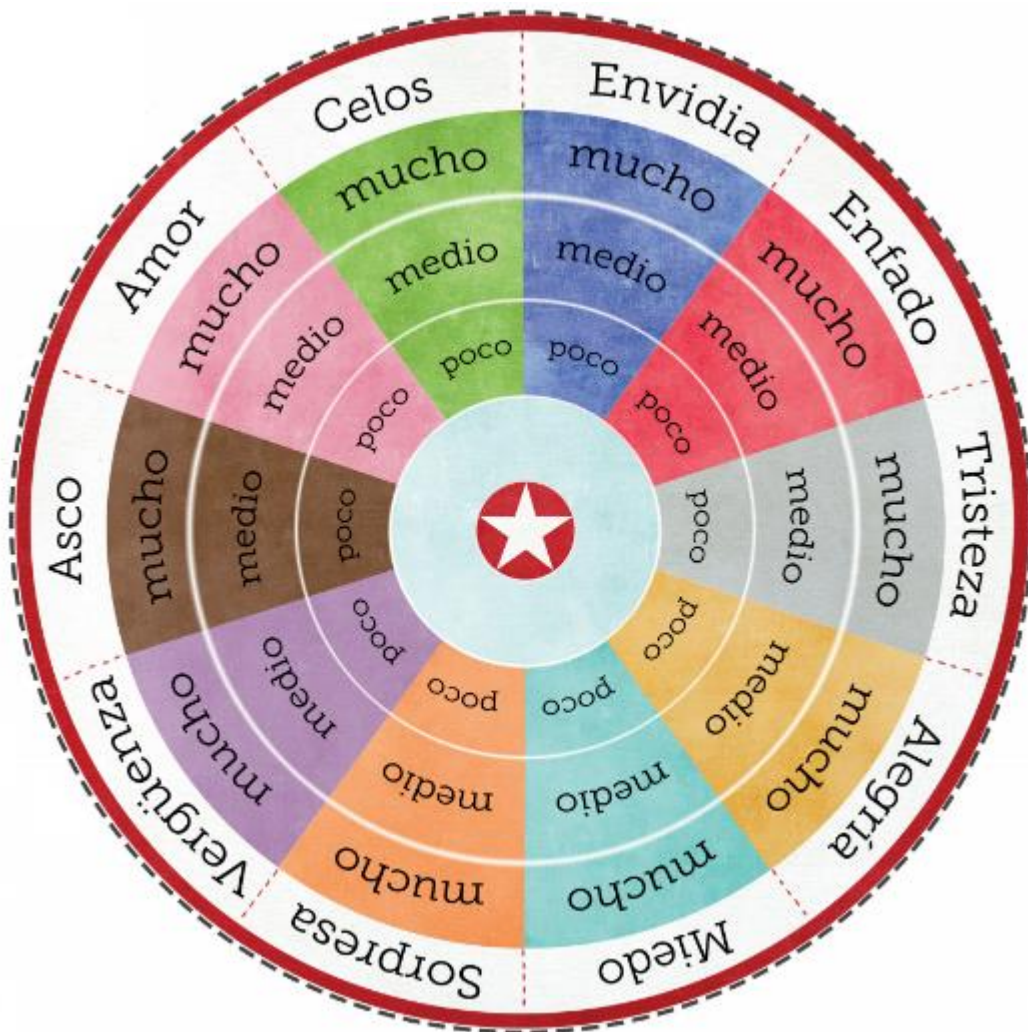 Envidia
mucho
medio
poco
Enfado
mucho
medio
poco
Tristeza
mucho
medio
poco
Alegría
mucho
medio
poco
Miedo
mucho
medio
poco
Sorpresa
mucho
medio
poco
Vergüenza
mucho
medio
poco
Asco
mucho
medio
poco
Amor
mucho
medio
poco
Celos
mucho
medio
poco